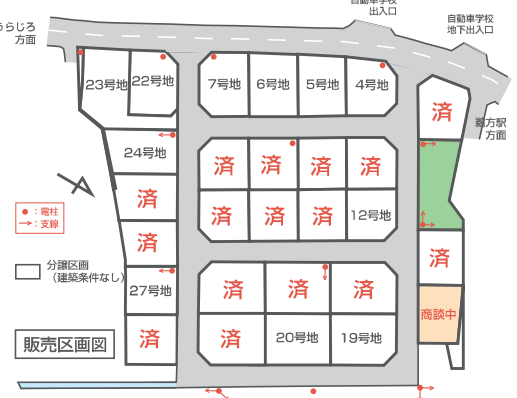 自動車学校
出入口
自動車学校
地下出入口
うらじろ
方面
方面
23号地
22号地
7号地
6号地
5号地
4号地
済
24号地
済
済
済
済
済
済
済
済
12号地
済
済
27号地
済
済
済
済
商談中
済
済
20号地
19号地
：電柱
：支線
分譲区画
（建築条件なし）
販売区画図